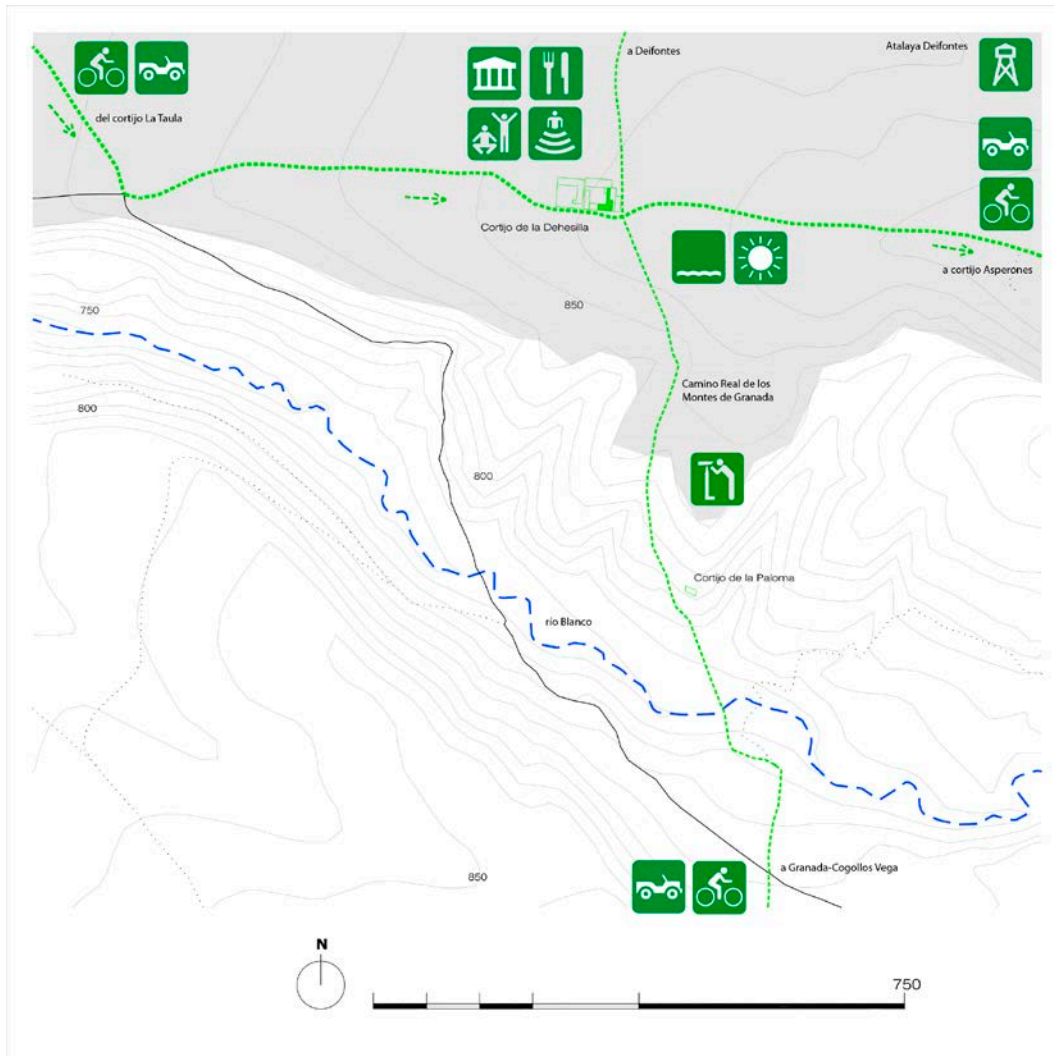 a Deifontes
Atalaya Deifontes
del cortijo La Taula
Cortijo de la Dehesilla
a cortijo Asperones
850
750
Camino Real de los
Montes de Granada
800
800
Cortijo de la Paloma
río Blanco
a Granada-Cogollos Vega
850
N
750